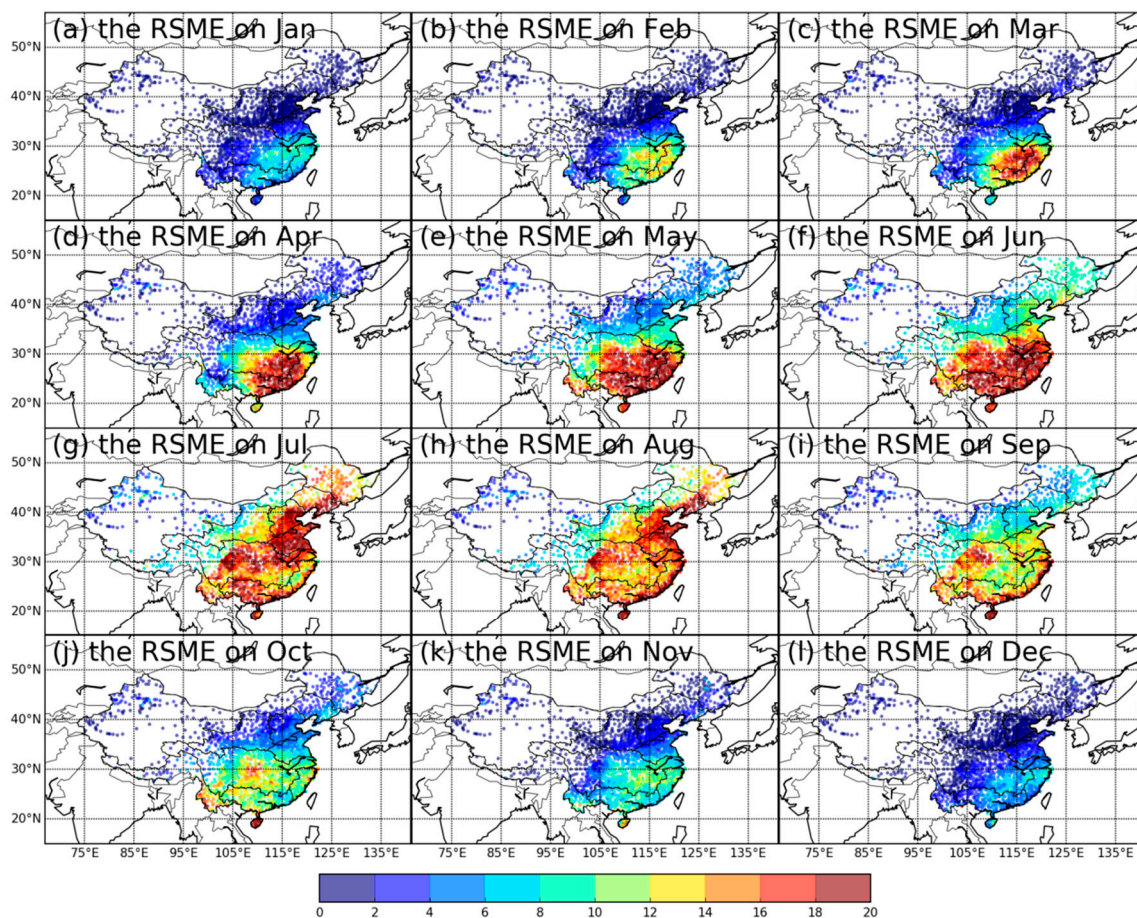 (a) the RSME on Jan
(b) the RSME on Feb
(c) the RSME on Mar
50°N
40°N
30°N
20°N
(d) the RSME on Apr
(e) the RSME on May
(f) the RSME on Jun
50°N
40°N
30°N
20°N
(g) the RSME on Jul
(h) the RSME on Aug
(i) the RSME on Sep
50°N
40°N
30°N
20°N
(j) the RSME on Oct
(k) the RSME on Nov
(l) the RSME on Dec
50°N
40°N
30°N
20°N
75°E 85°E 95°E 105°E 115°E 125°E 135°E
75°E 85°E 95°E 105°E 115°E 125°E 135°E
75°E 85°E 95°E 105°E 115°E 125°E 135°E
0 2 4 6 8 10 12 14 16 18 20